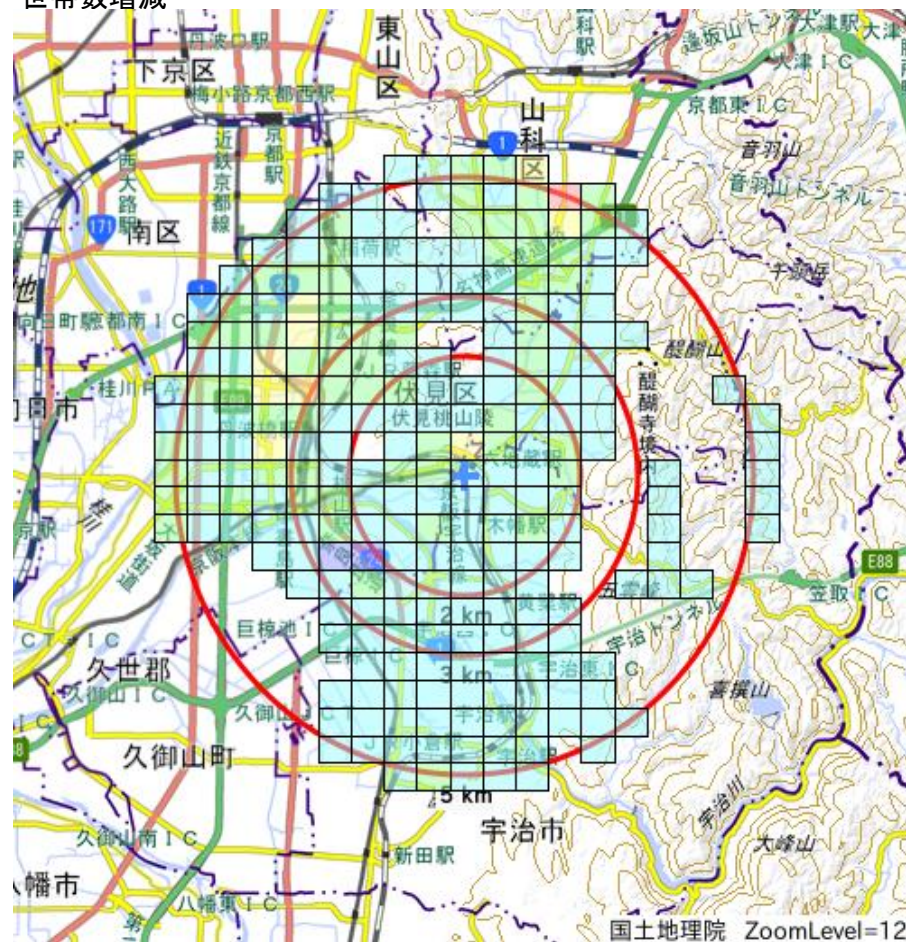 世帯数増減
丹波口駅
東山区
科駅
逢坂山トンネル
大津駅
大津
下京区
大津IC
梅小路京都西駅
京都東IC
山科区
1
西大路駅
近鉄京都線
京都駅
音羽山
音羽山トンネル
171
南区
稲荷駅
名神高速道路
千頭岳
1
向日町駅
京都南IC
醍醐山
桂川PA
伏見区
醍醐寺境内
向日市
伏見桃山陵
丹波橋駅
六地蔵駅
桂川
京阪宇治線
木幡駅
京阪本線
E88
黄檗駅
笠取IC
2 km
宇治トンネル
巨椋池IC
久世郡
3 km
宇治東IC
久御山IC
喜撰山
宇治駅
久御山町
JR小倉駅
宇治駅
5 km
宇治川
宇治市
久御山南IC
大峰山
新田駅
八幡市
八幡東IC
第
国土地理院 ZoomLevel=12